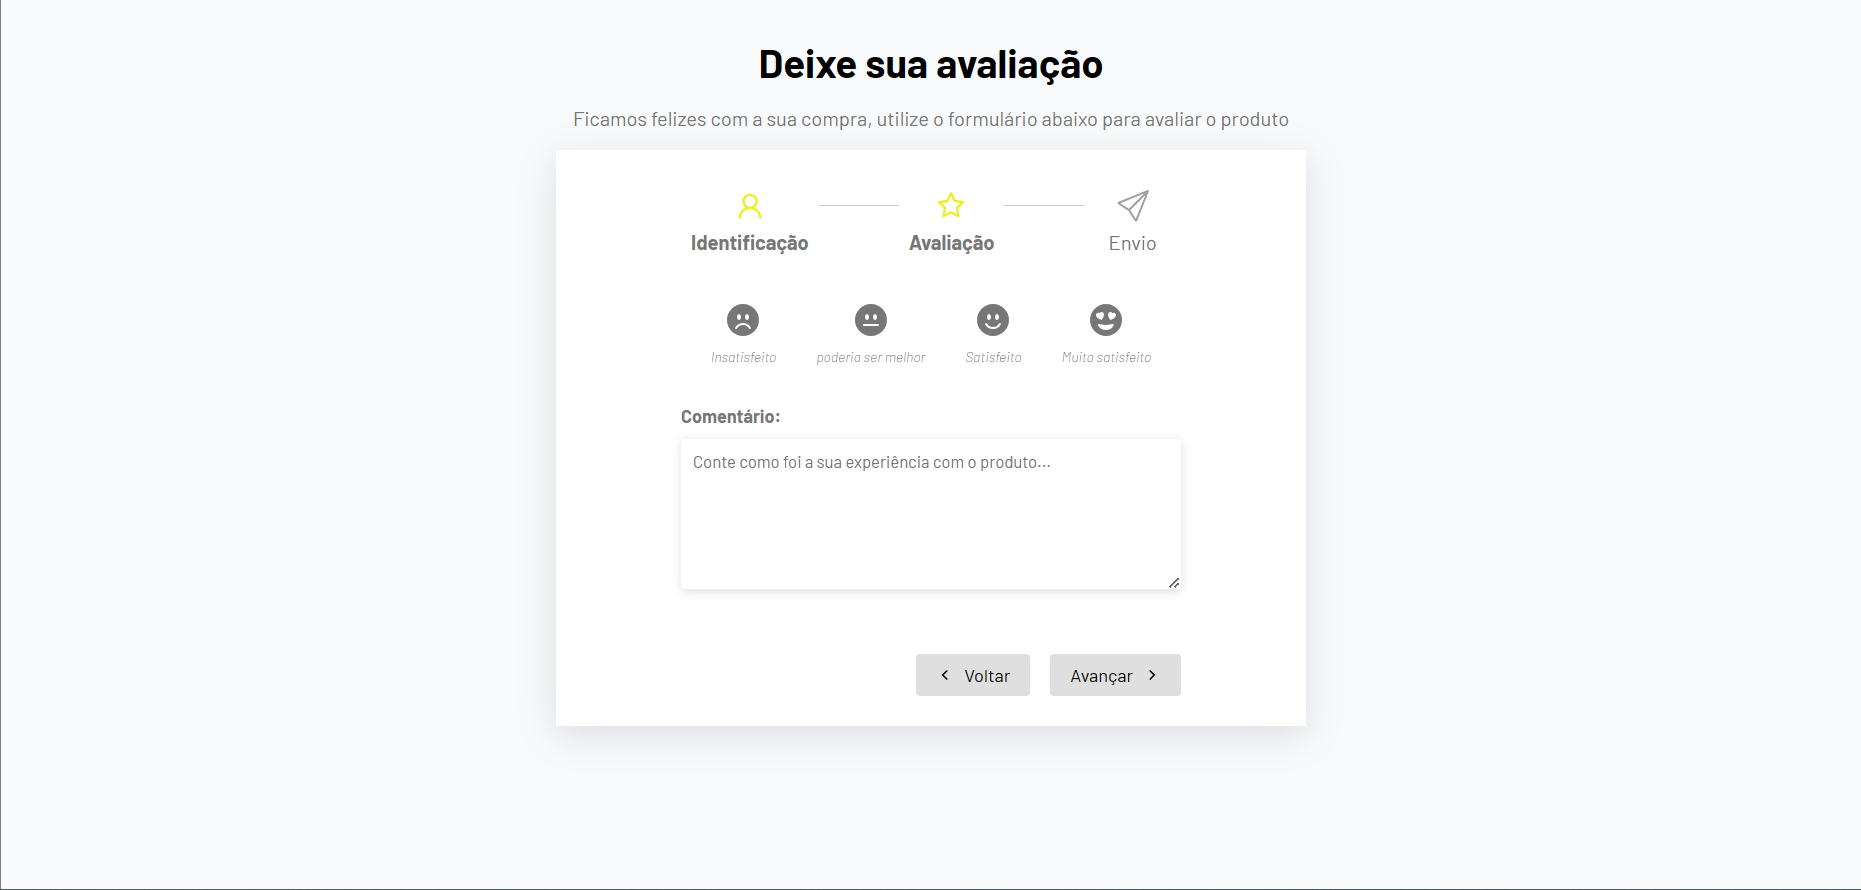 Deixe sua avaliação
Ficamos felizes com a sua compra, utilize o formulário abaixo para avaliar o produto
Identificação Avaliação Envio
Insatisfeito poderia ser melhor Satisfeito Muito satisfeito
Comentário:
Conte como foi a sua experiência com o produto...
Voltar Avançar